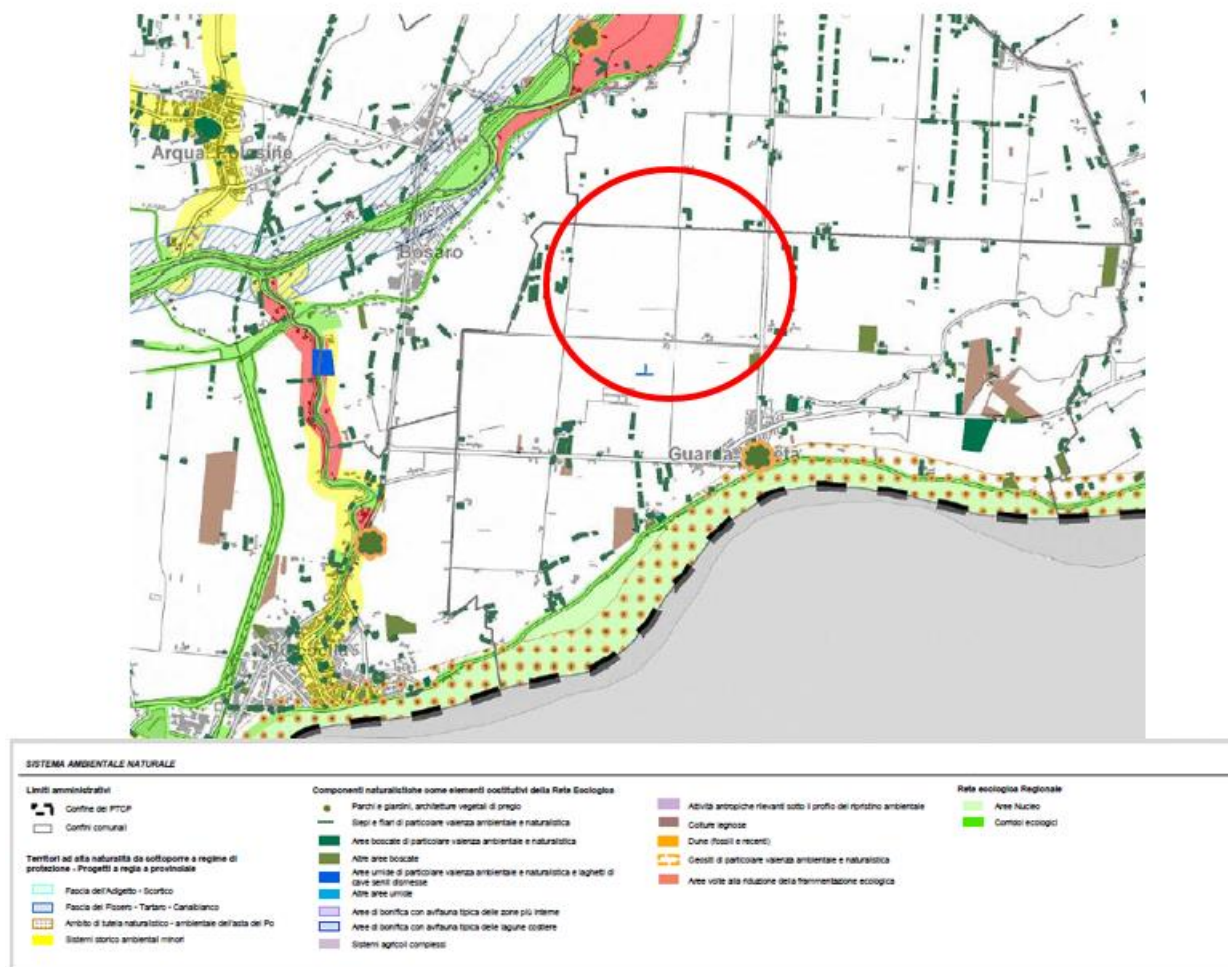 Arquà Polesine
Bosaro
Guarda Veneta
SISTEMA AMBIENTALE NATURALE
Limiti amministrativi
Confine del PTCP
Confini comunali
Territori ad alta naturalità da sottoporre a regime di
protezione - Progetti a regia a provinciale
Fascia dell'Adigetto - Scortico
Fascia del Fissero - Tartaro - Canalbianco
Ambito di tutela naturalistico - ambientale dell'asta del Po
Sistemi storico ambientali minori
Componenti naturalistiche come elementi costitutivi della Rete Ecologica
Parchi e giardini, architetture vegetali di pregio
Siepi e filari di particolare valenza ambientale e naturalistica
Aree boscate di particolare valenza ambientale e naturalistica
Altre aree boscate
Aree umide di particolare valenza ambientale e naturalistica e laghetti di
cave senili dismesse
Altre aree umide
Aree di bonifica con avifauna tipica delle zone più interne
Aree di bonifica con avifauna tipica delle lagune costiere
Sistemi agricoli complessi
Attività antropiche rilevanti sotto il profilo del ripristino ambientale
Colture legnose
Dune (fossili e recenti)
Geositi di particolare valenza ambientale e naturalistica
Aree volte alla riduzione della frammentazione ecologica
Rete ecologica Regionale
Aree Nucleo
Corridoi ecologici